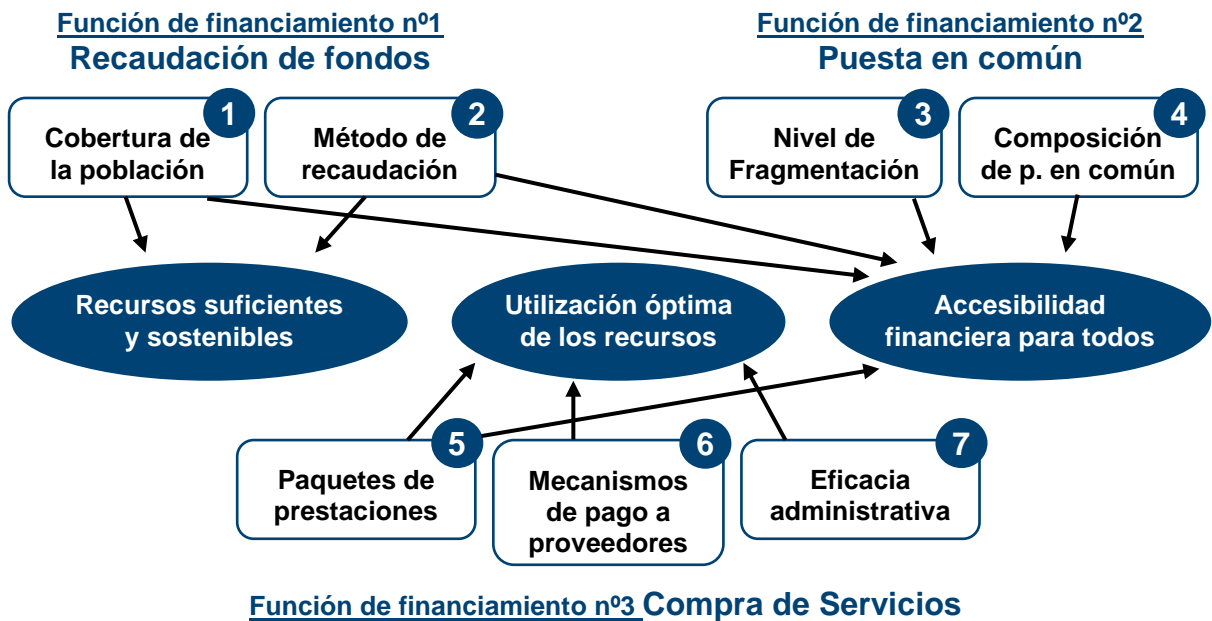 Función de financiamiento nº1
Recaudación de fondos
Función de financiamiento nº2
Puesta en común
1
Cobertura de
la población
2
Método de
recaudación
3
Nivel de
Fragmentación
4
Composición
de p. en común
Recursos suficientes
y sostenibles
Utilización óptima
de los recursos
Accesibilidad
financiera para todos
5
Paquetes de
prestaciones
6
Mecanismos
de pago a
proveedores
7
Eficacia
administrativa
Función de financiamiento nº3 Compra de Servicios